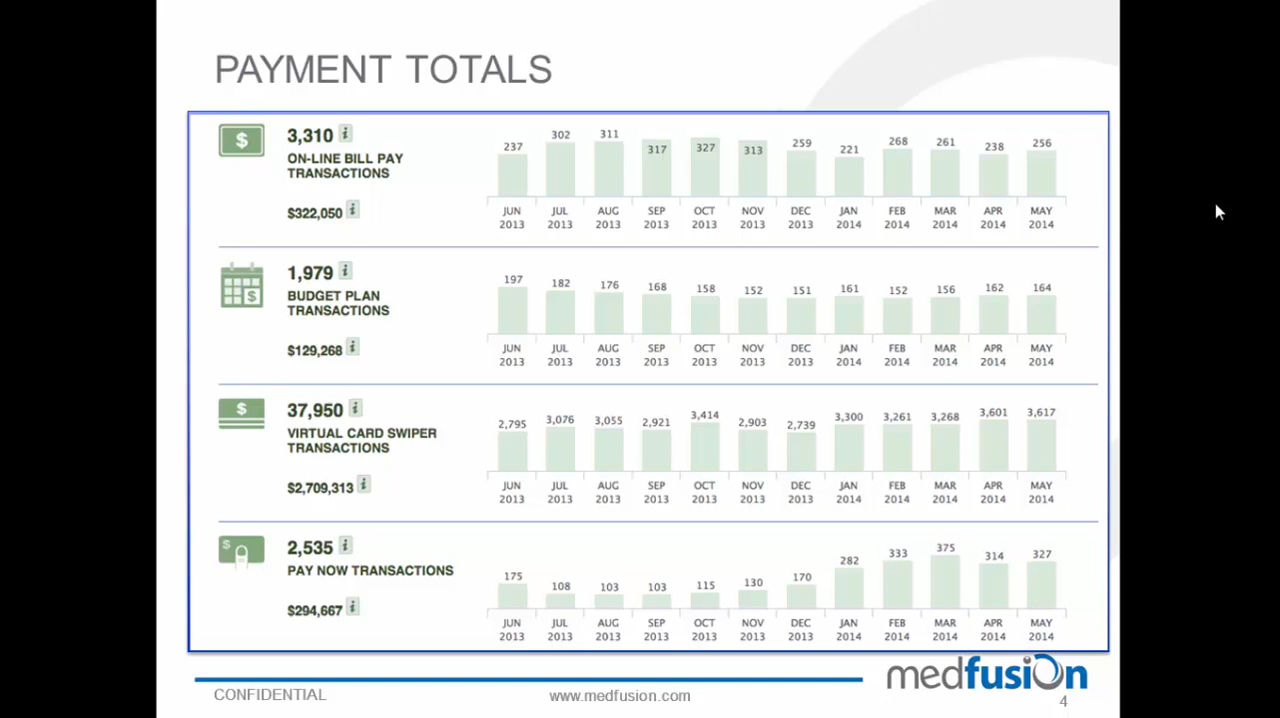 PAYMENT TOTALS
$
3,310 i
ON-LINE BILL PAY
TRANSACTIONS
$322,050 i
237 302 311 317 327 313 259 221 268 261 238 256
JUN JUL AUG SEP OCT NOV DEC JAN FEB MAR APR MAY
2013 2013 2013 2013 2013 2013 2013 2014 2014 2014 2014 2014
$
1,979 i
BUDGET PLAN
TRANSACTIONS
$129,268 i
197 182 176 168 158 152 151 161 152 156 162 164
JUN JUL AUG SEP OCT NOV DEC JAN FEB MAR APR MAY
2013 2013 2013 2013 2013 2013 2013 2014 2014 2014 2014 2014
$
37,950 i
VIRTUAL CARD SWIPER
TRANSACTIONS
$2,709,313 i
2,795 3,076 3,055 2,921 3,414 2,903 2,739 3,300 3,261 3,268 3,601 3,617
JUN JUL AUG SEP OCT NOV DEC JAN FEB MAR APR MAY
2013 2013 2013 2013 2013 2013 2013 2014 2014 2014 2014 2014
$
2,535 i
PAY NOW TRANSACTIONS
$294,667 i
175 108 103 103 115 130 170 282 333 375 314 327
JUN JUL AUG SEP OCT NOV DEC JAN FEB MAR APR MAY
2013 2013 2013 2013 2013 2013 2013 2014 2014 2014 2014 2014
medfusion
CONFIDENTIAL
www.medfusion.com
4